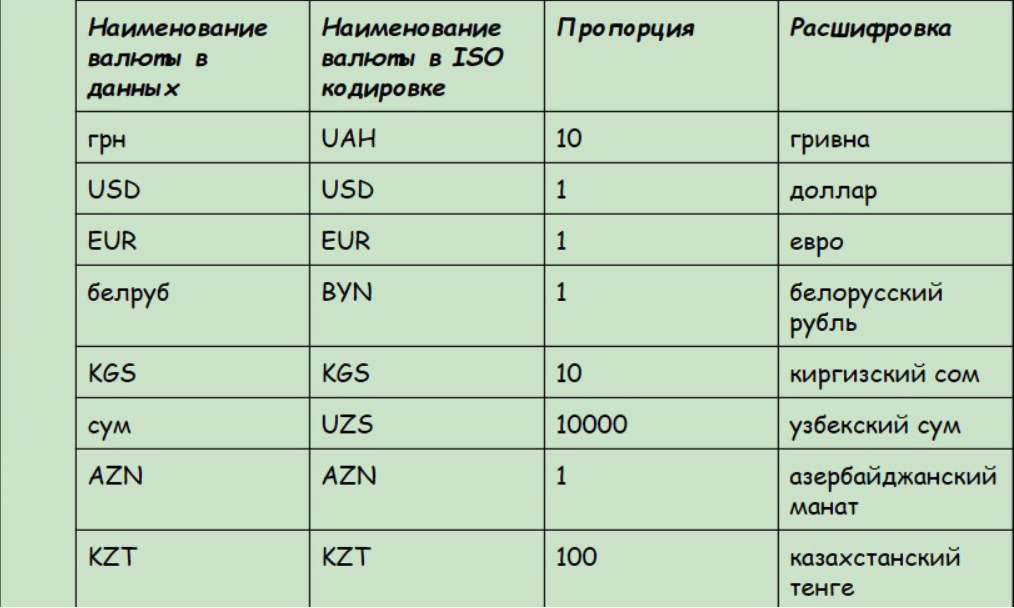 Наименование валюты в данных
Наименование валюты в ISO кодировке
Пропорция
Расшифровка
грн
UAH
10
гривна
USD
USD
1
доллар
EUR
EUR
1
евро
белруб
BYN
1
белорусский
рубль
KGS
KGS
10
киргизский сом
сум
UZS
10000
узбекский сум
AZN
AZN
1
азербайджанский
манат
KZT
KZT
100
казахстанский
тенге